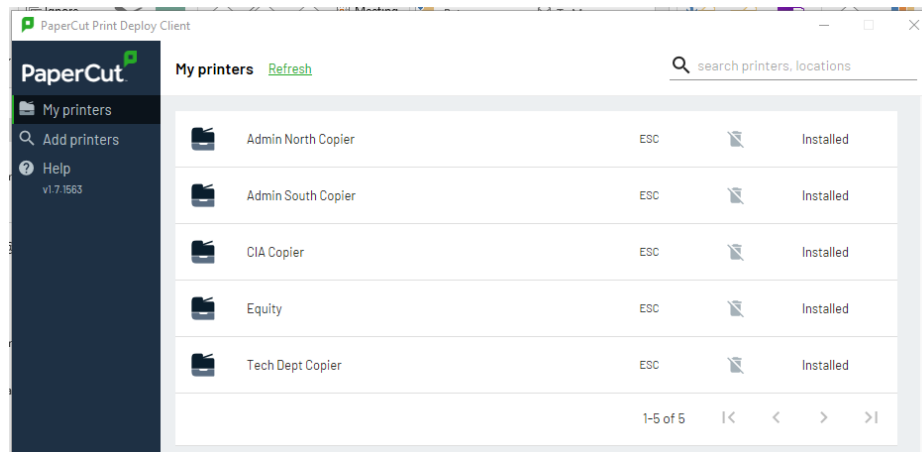 PaperCut Print Deploy Client
PaperCut
My printers Refresh
search printers, locations
My printers
Add printers
Help
v1.7.1563
Admin North Copier ESC Installed
Admin South Copier ESC Installed
CIA Copier ESC Installed
Equity ESC Installed
Tech Dept Copier ESC Installed
1-5 of 5